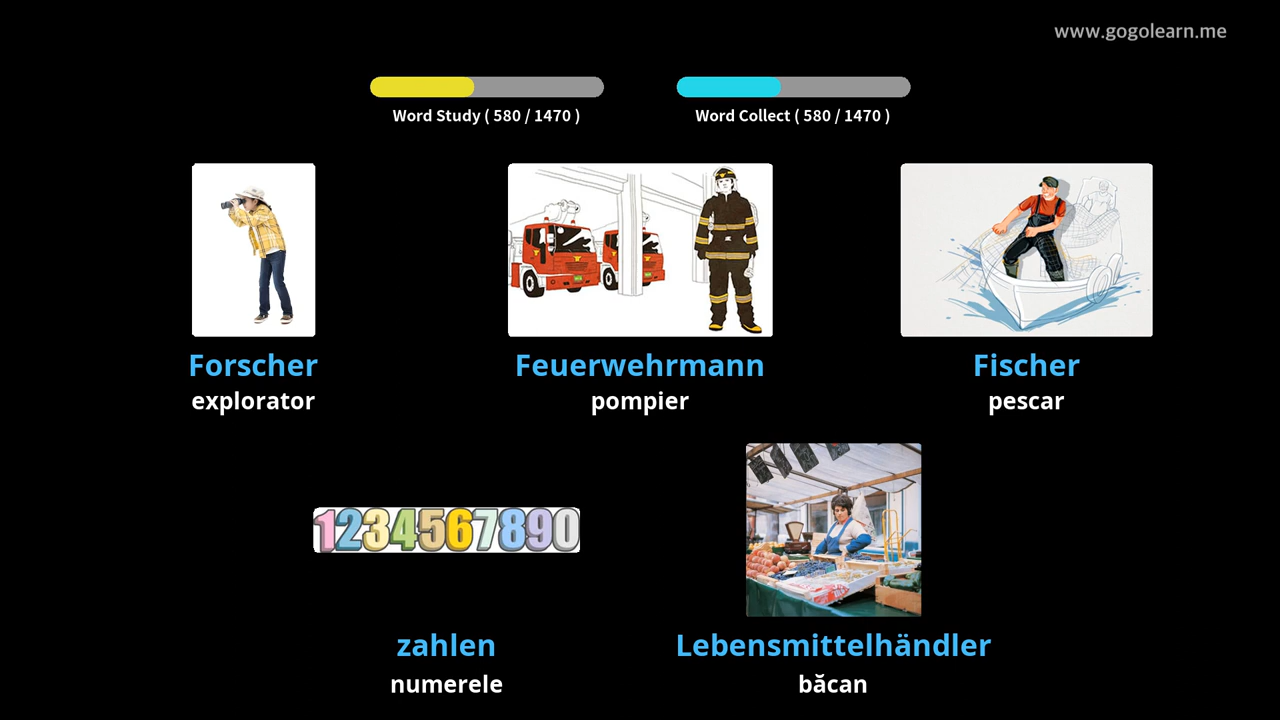 www.gogolearn.me
Word Study ( 580 / 1470 )
Word Collect ( 580 / 1470 )
Forscher
explorator
Feuerwehrmann
pompier
Fischer
pescar
1234567890
zahlen
numerele
Lebensmittelhändler
băcan